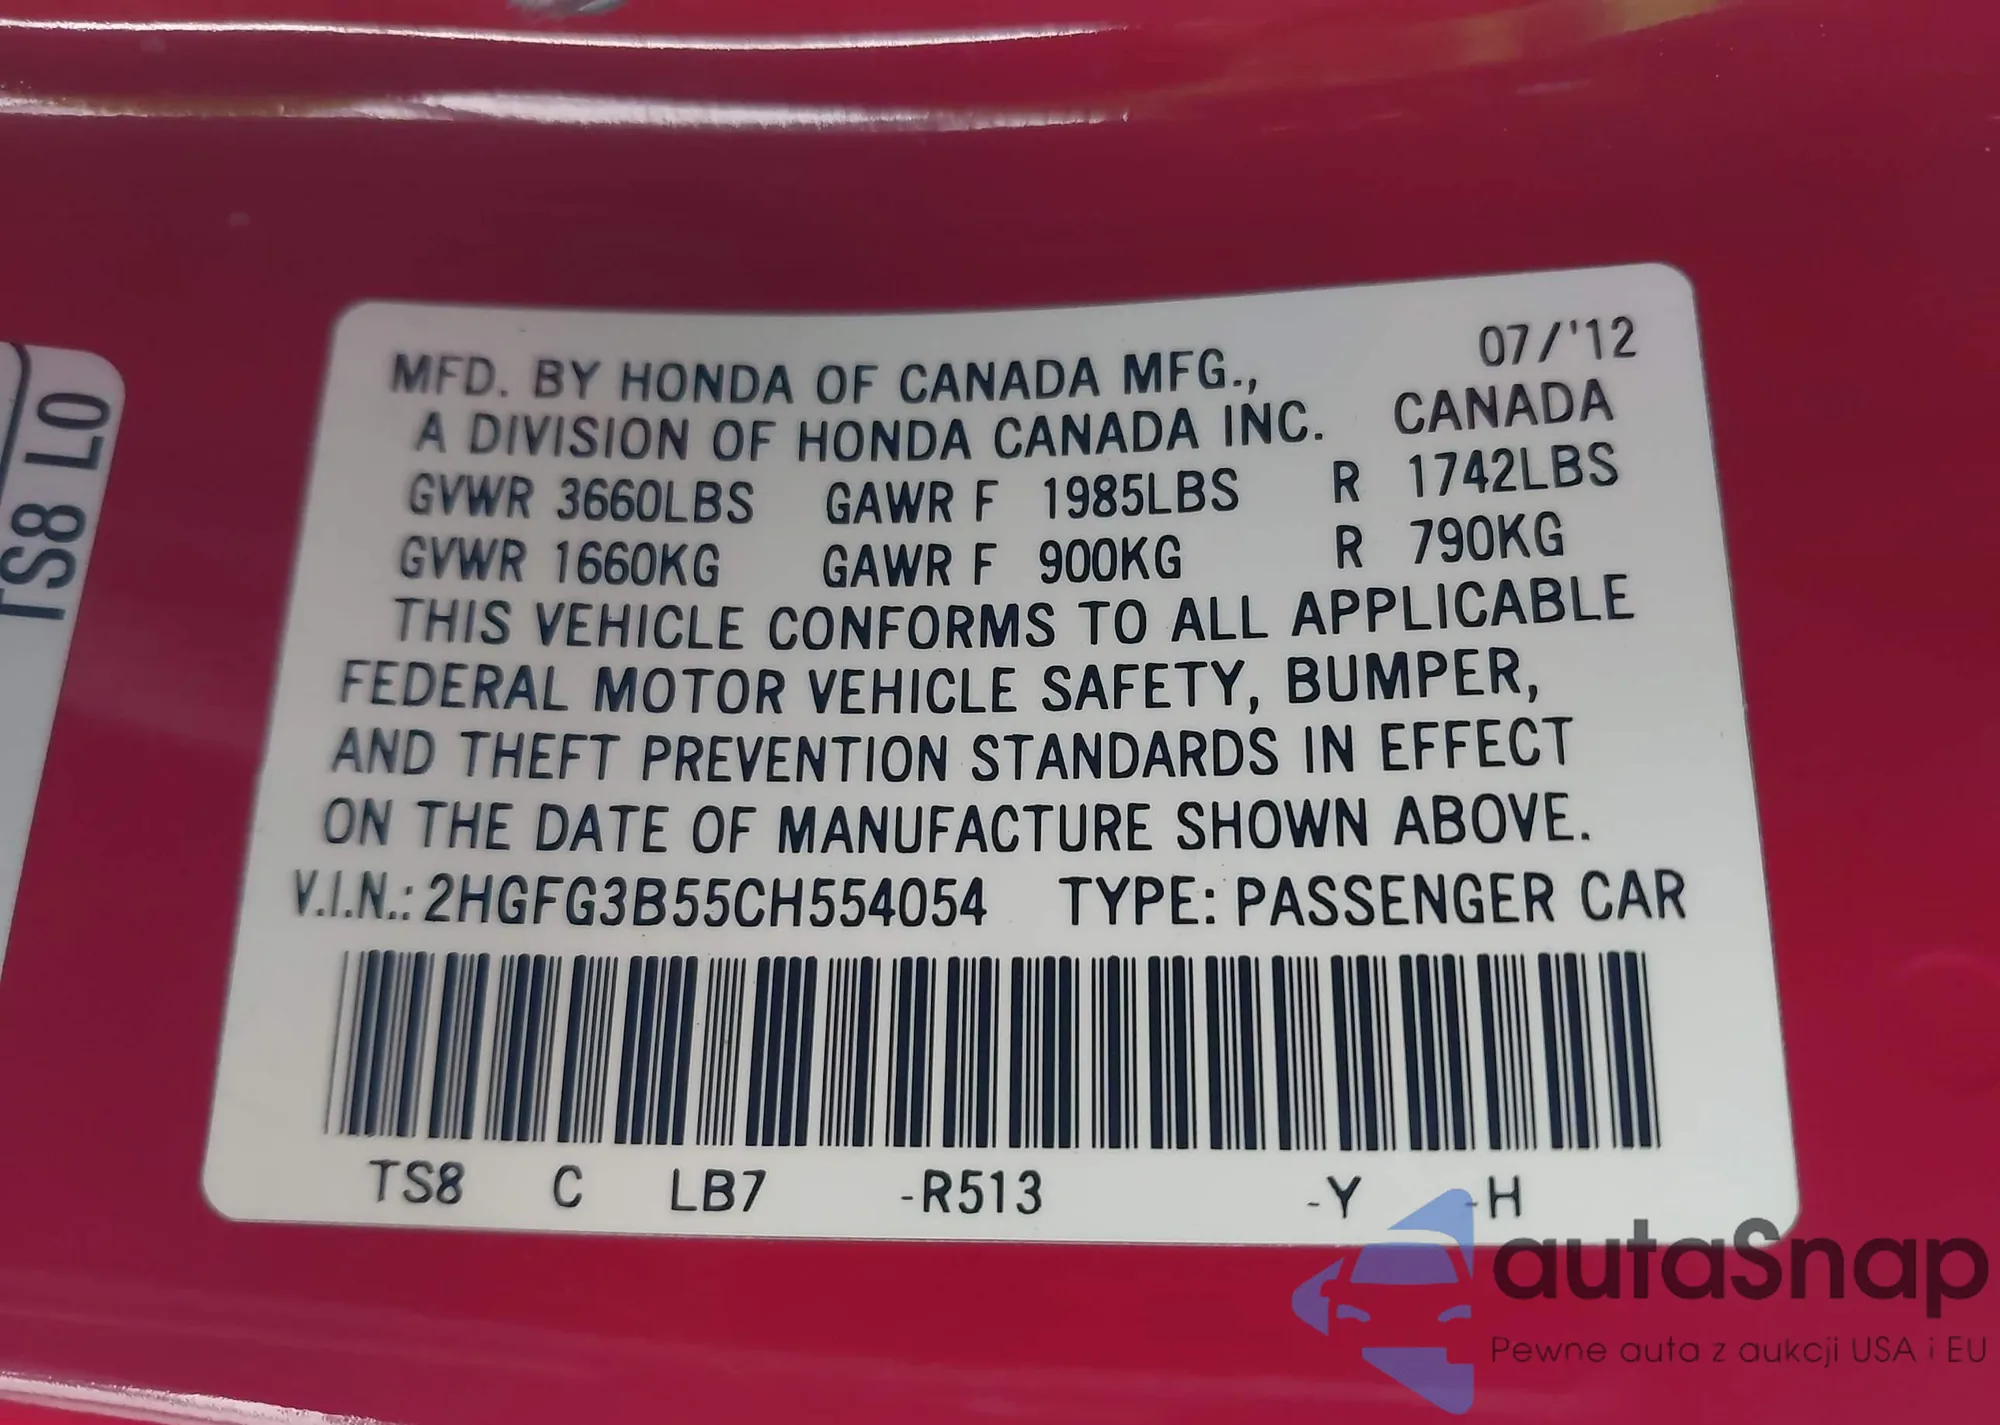 TS8 L0
07/'12
MFD. BY HONDA OF CANADA MFG.,
A DIVISION OF HONDA CANADA INC. CANADA
GVWR 3660LBS GAWR F 1985LBS R 1742LBS
GVWR 1660KG GAWR F 900KG R 790KG
THIS VEHICLE CONFORMS TO ALL APPLICABLE
FEDERAL MOTOR VEHICLE SAFETY, BUMPER,
AND THEFT PREVENTION STANDARDS IN EFFECT
ON THE DATE OF MANUFACTURE SHOWN ABOVE.
V.I.N.: 2HGFG3B55CH554054 TYPE: PASSENGER CAR
TS8 C LB7 -R513 -Y -H
autaSnap
Pewne auta z aukcji USA i EU